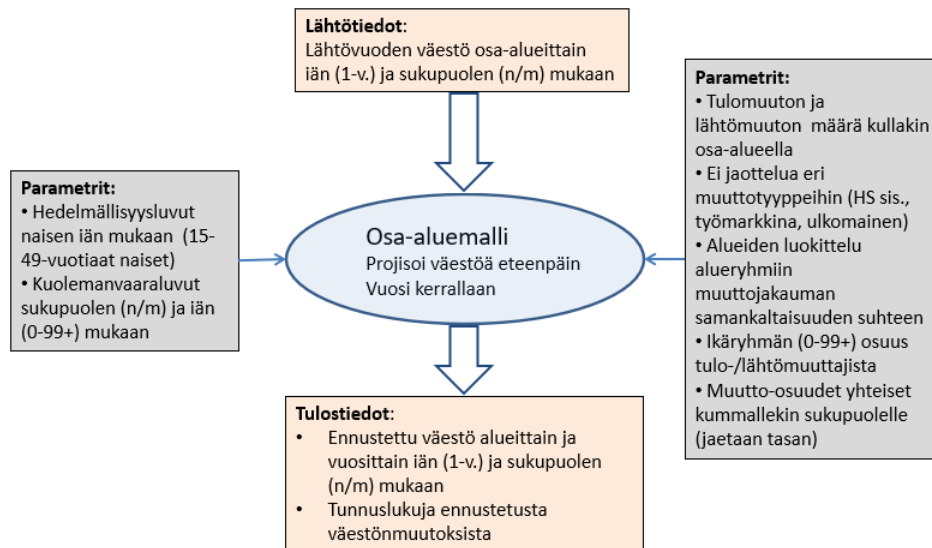 Lähtötiedot:
Lähtövuoden väestö osa-alueittain
iän (1-v.) ja sukupuolen (n/m) mukaan
Parametrit:
• Hedelmällisyysluvut
naisen iän mukaan (15-
49-vuotiaat naiset)
• Kuolemanvaaraluvut
sukupuolen (n/m) ja iän
(0-99+) mukaan
Osa-aluemalli
Projisoi väestöä eteenpäin
Vuosi kerrallaan
Parametrit:
• Tulomuuton ja
lähtömuuton määrä kullakin
osa-alueella
• Ei jaottelua eri
muuttotyyppeihin (HS sis.,
työmarkkina, ulkomainen)
• Alueiden luokittelu
alueryhmiin
muuttojakauman
samankaltaisuuden suhteen
• Ikäryhmän (0-99+) osuus
tulo-/lähtömuuttajista
• Muutto-osuudet yhteiset
kummallekin sukupuolelle
(jaetaan tasan)
Tulostiedot:
• Ennustettu väestö alueittain ja
vuosittain iän (1-v.) ja sukupuolen
(n/m) mukaan
• Tunnuslukuja ennustetusta
väestönmuutoksista